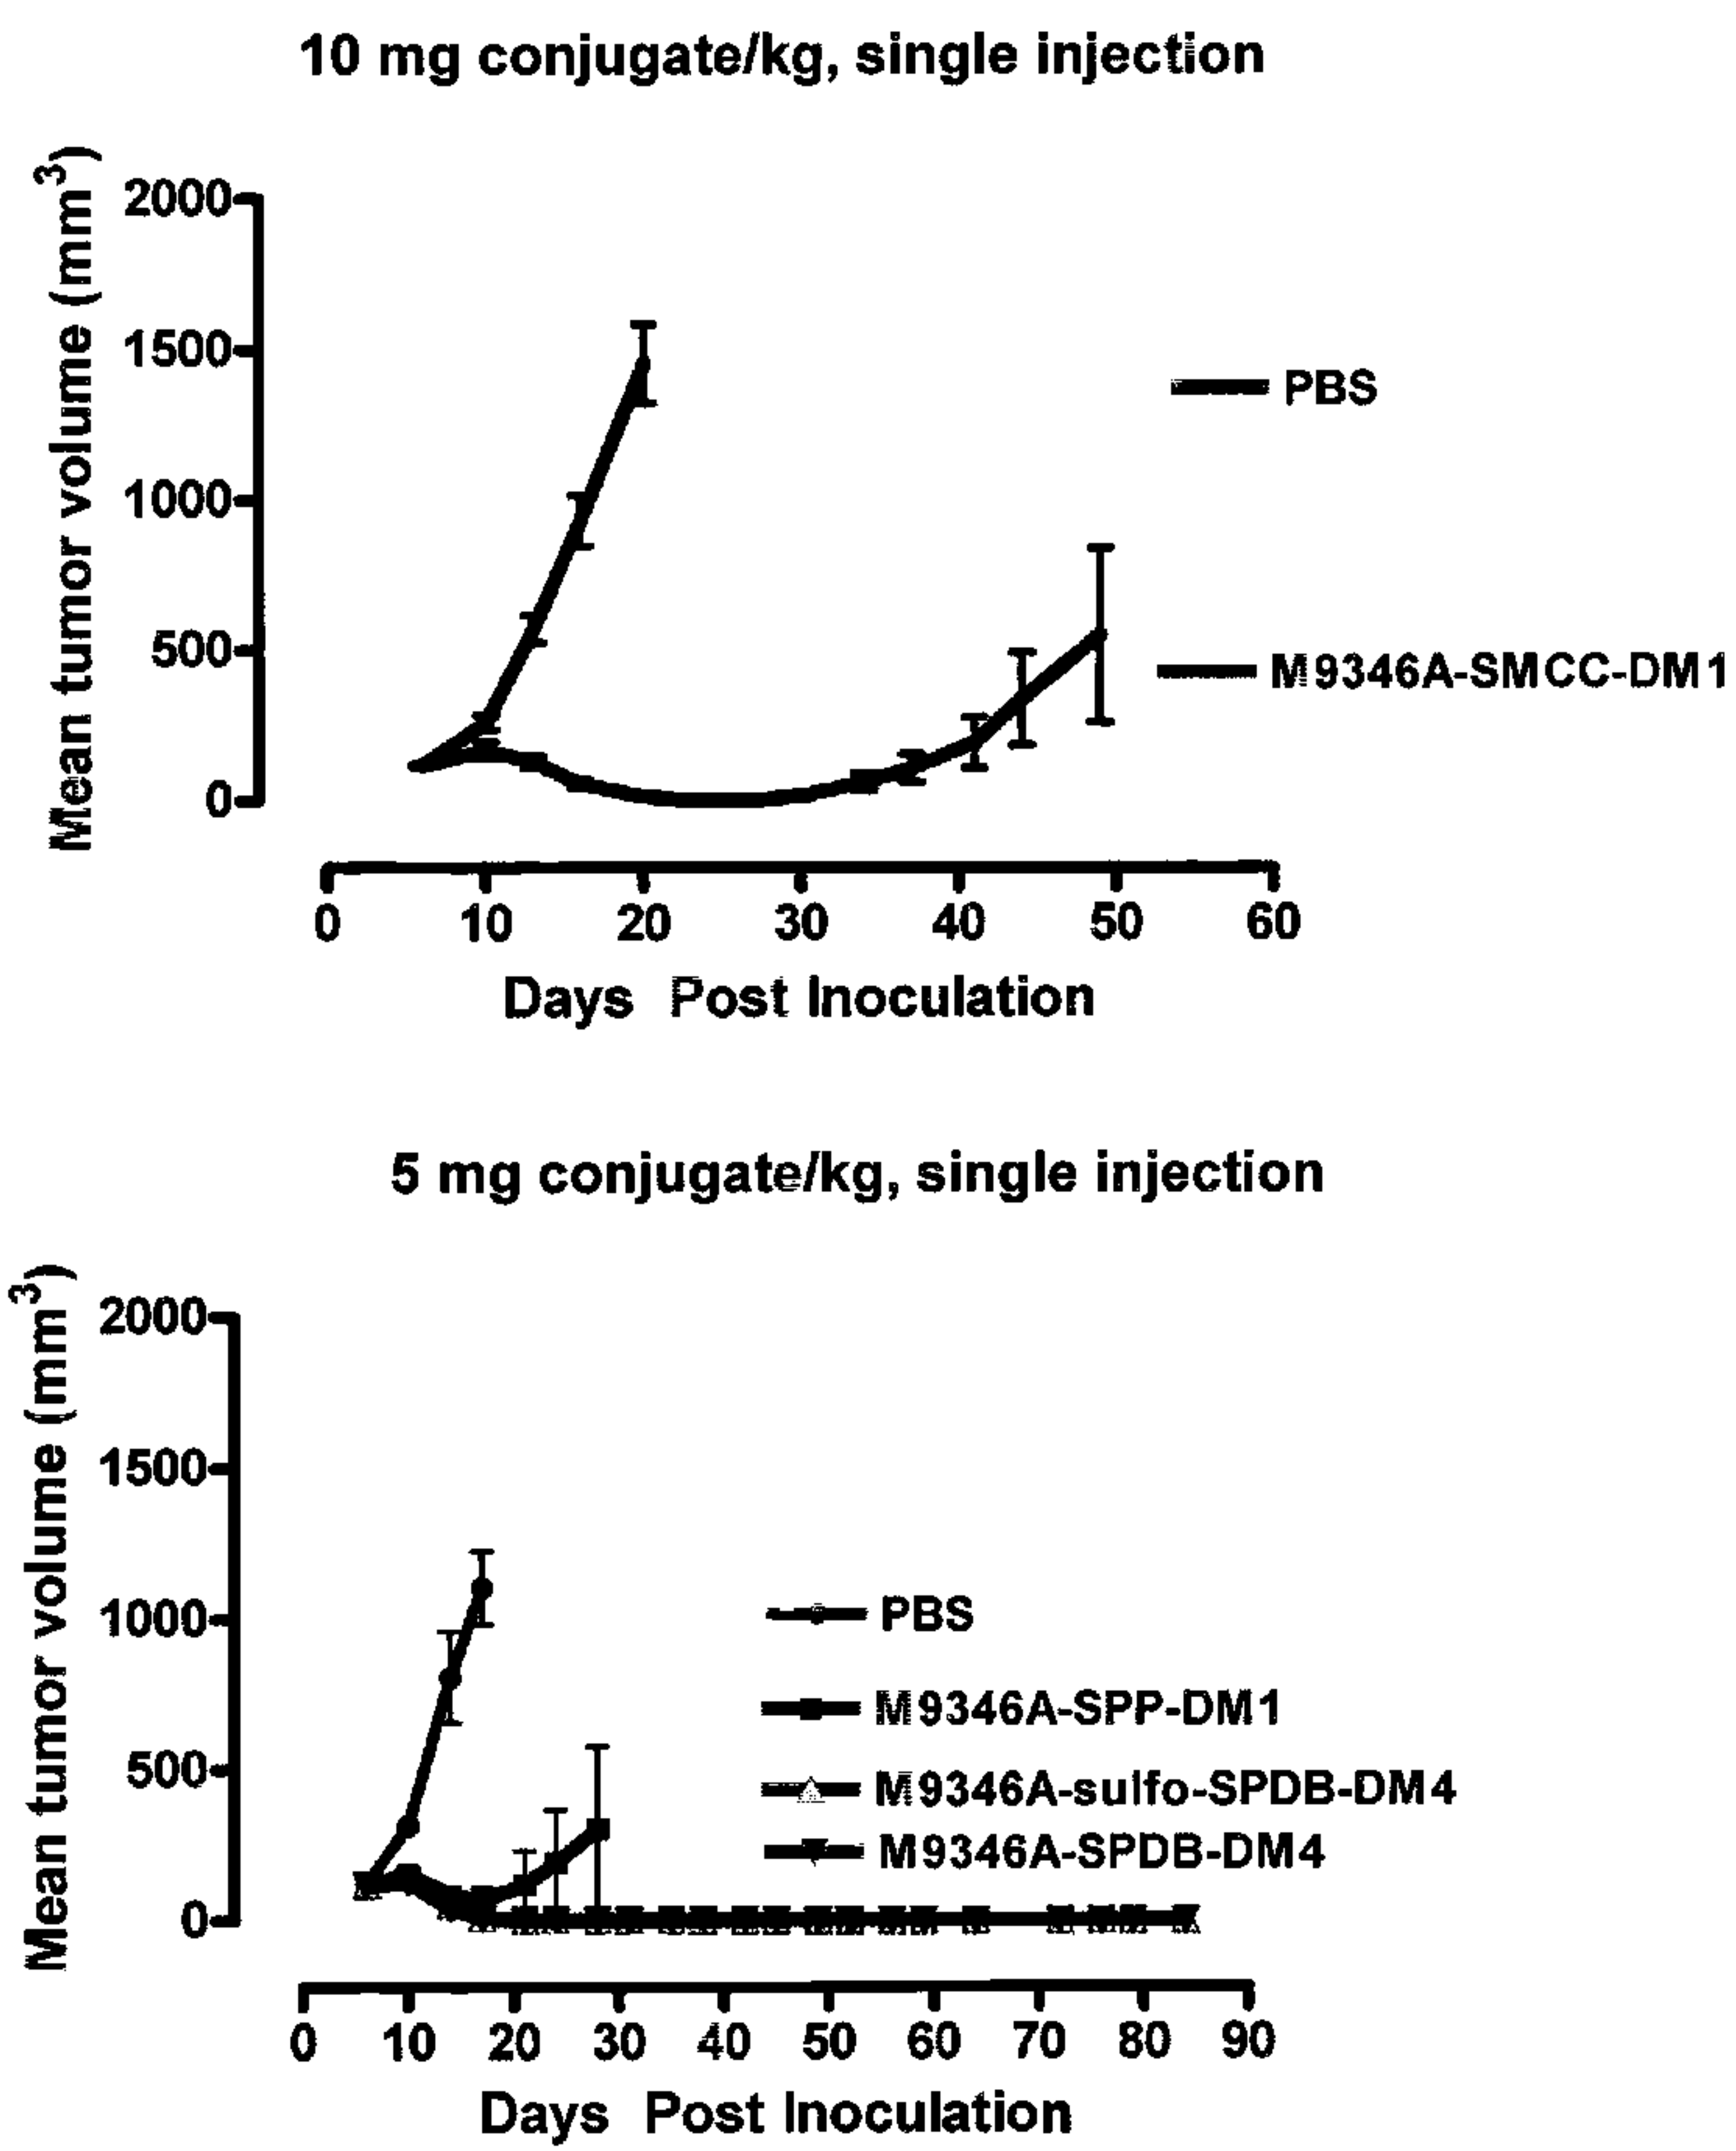 10 mg conjugate/kg, single injection
Mean tumor volume (mm³)
2000
1500
1000
500
0
PBS
M9346A-SMCC-DM1
0 10 20 30 40 50 60
Days Post Inoculation
5 mg conjugate/kg, single injection
Mean tumor volume (mm³)
2000
1500
1000
500
0
PBS
M9346A-SPP-DM1
M9346A-sulfo-SPDB-DM4
M9346A-SPDB-DM4
0 10 20 30 40 50 60 70 80 90
Days Post Inoculation